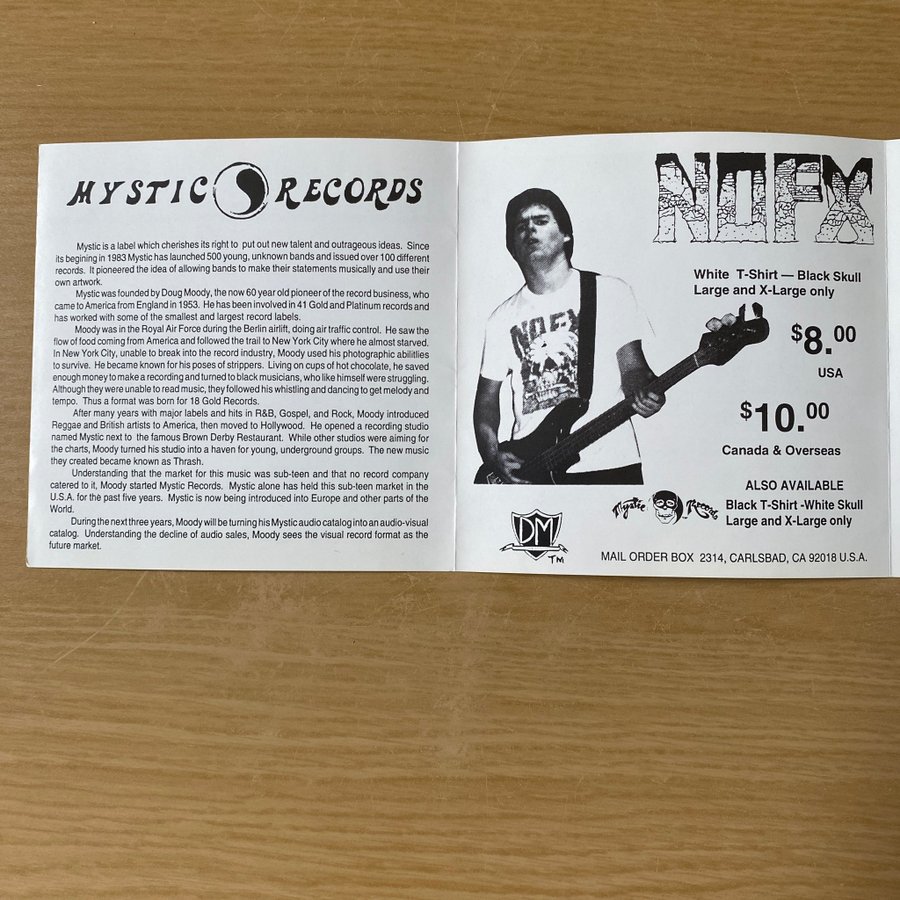 MYSTIC RECORDS
Mystic is a label which cherishes its right to put out new talent and outrageous ideas. Since
its begining in 1983 Mystic has launched 500 young, unknown bands and issued over 100 different
records. It pioneered the idea of allowing bands to make their statements musically and use their
own artwork.
Mystic was founded by Doug Moody, the now 60 year old pioneer of the record business, who
came to America from England in 1953. He has been involved in 41 Gold and Platinum records and
has worked with some of the smallest and largest record labels.
Moody was in the Royal Air Force during the Berlin airlift, doing air traffic control. He saw the
flow of food coming from America and followed the trail to New York City where he almost starved.
In New York City, unable to break into the record industry, Moody used his photographic abilitlies
to survive. He became known for his poses of strippers. Living on cups of hot chocolate, he saved
enough money to make a recording and turned to black musicians, who like himself were struggling.
Although they were unable to read music, they followed his whistling and dancing to get melody and
tempo. Thus a format was born for 18 Gold Records.
After many years with major labels and hits in R&B, Gospel, and Rock, Moody introduced
Reggae and British artists to America, then moved to Hollywood. He opened a recording studio
named Mystic next to the famous Brown Derby Restaurant. While other studios were aiming for
the charts, Moody turned his studio into a haven for young, underground groups. The new music
they created became known as Thrash.
Understanding that the market for this music was sub-teen and that no record company
catered to it, Moody started Mystic Records. Mystic alone has held this sub-teen market in the
U.S.A. for the past five years. Mystic is now being introduced into Europe and other parts of the
World.
During the next three years, Moody will be turning his Mystic audio catalog into an audio-visual
catalog. Understanding the decline of audio sales, Moody sees the visual record format as the
future market.
NOFX
White T-Shirt — Black Skull
Large and X-Large only
$8.00
USA
$10.00
Canada & Overseas
ALSO AVAILABLE
Black T-Shirt -White Skull
Large and X-Large only
NOFX
Mystic Records
DM
TM
MAIL ORDER BOX 2314, CARLSBAD, CA 92018 U.S.A.